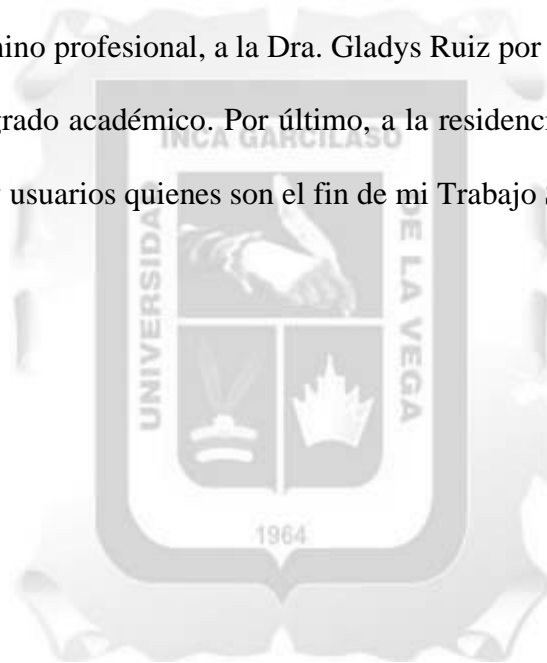 nino profesional, a la Dra. Gladys Ruiz por
grado académico. Por último, a la residenci
usuarios quienes son el fin de mi Trabajo
INCA GARCILASO
UNIVERSIDAD
DE LA VEGA
1964